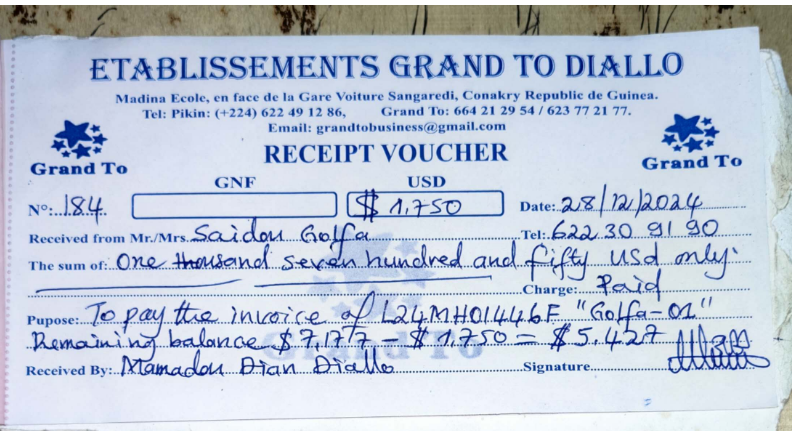 ETABLISSEMENTS GRAND TO DIALLO
Madina Ecole, en face de la Gare Voiture Sangaredi, Conakry Republic de Guinea.
Tel: Pikin: (+224) 622 49 12 86, Grand To: 664 21 29 54 / 623 77 21 77.
Email: grandtobusiness@gmail.com
Grand To RECEIPT VOUCHER Grand To
GNF USD
N°:..184. $ 1,750 Date: 28/12/2024
Received from Mr./Mrs. Saidou Golfa Tel: 622 30 91 90
The sum of: One thousand seven hundred and fifty USD only.
Charge: Paid
Pupose: To pay the invoice of L24MH01446F "Golfa-01"
Remaining balance $7,177 - $1,750 = $5,427
Grand To
Received By: Mamadou Dian Diallo Signature